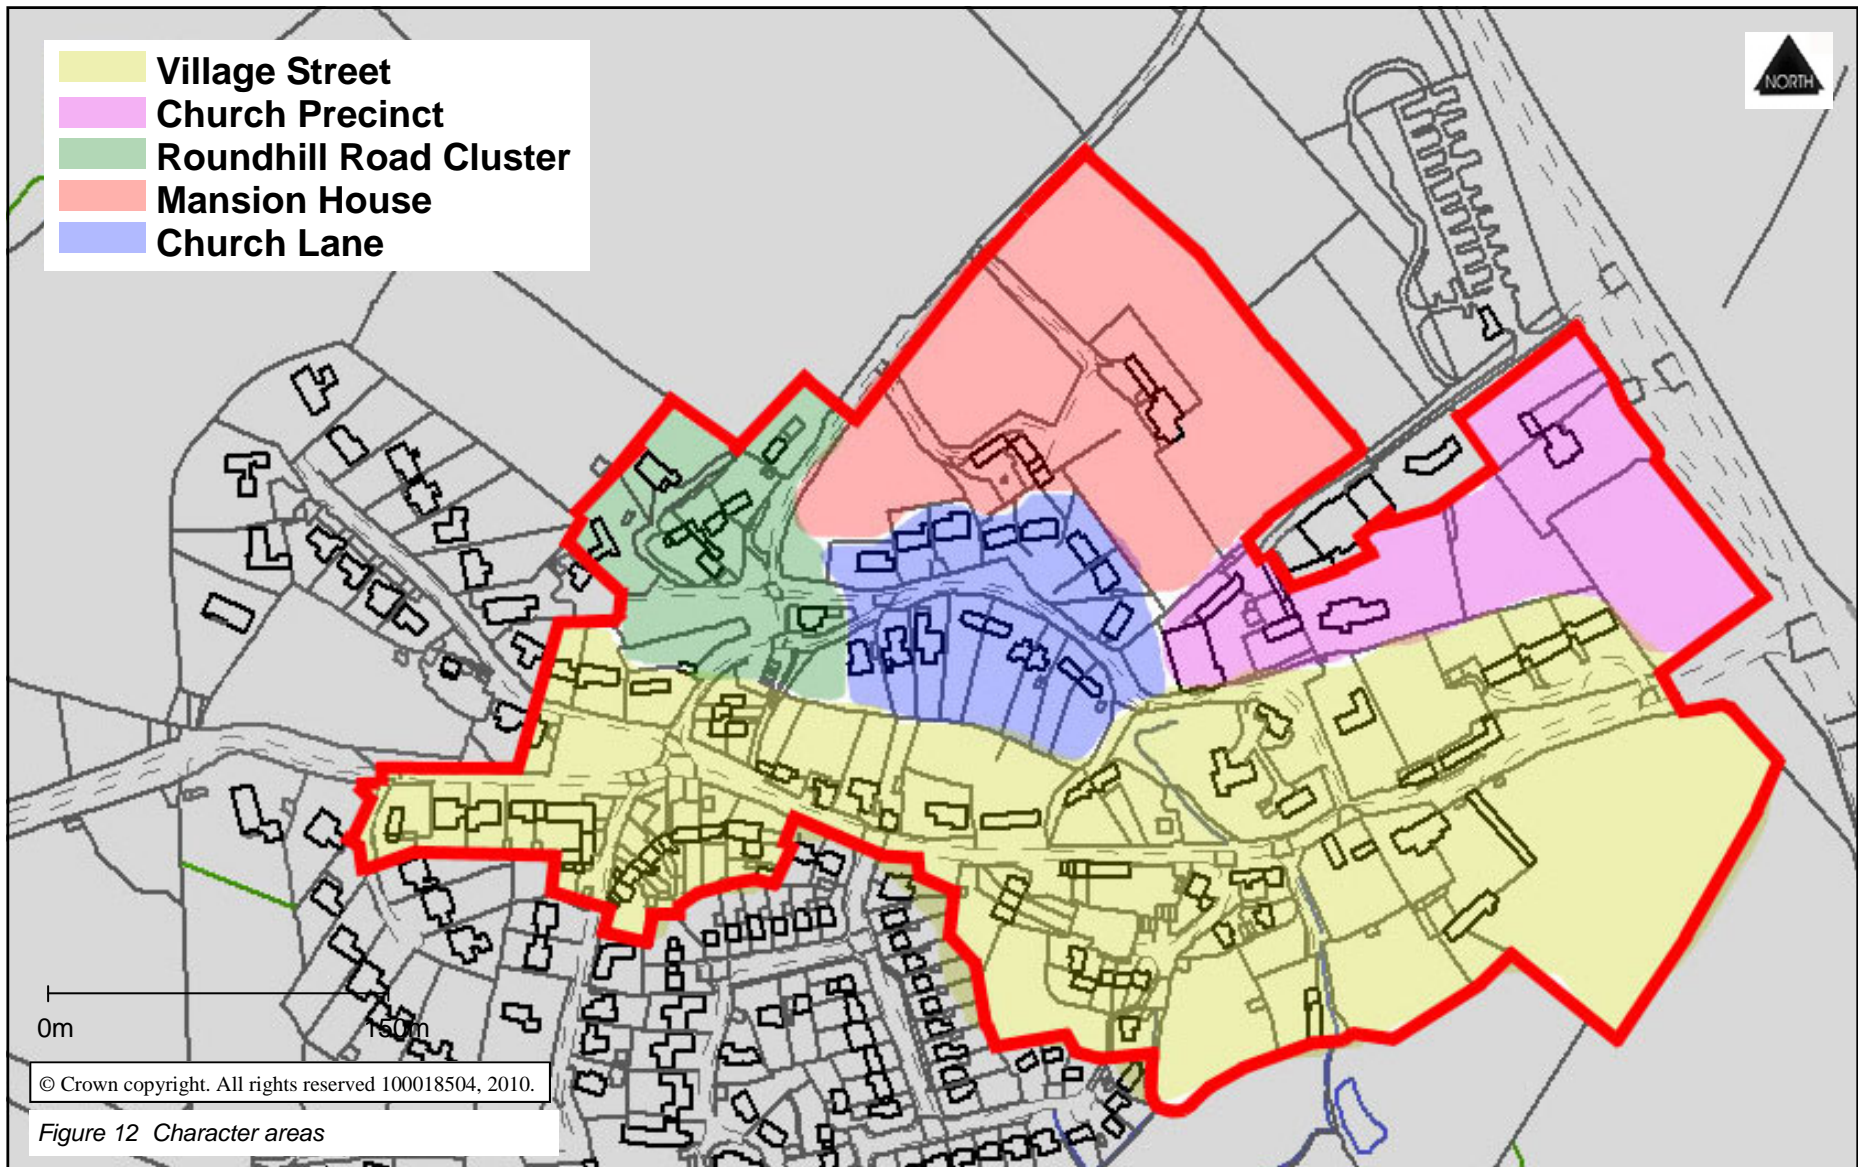 Village Street
Church Precinct
Roundhill Road Cluster
Mansion House
Church Lane
NORTH
0m
150m
© Crown copyright. All rights reserved 100018504, 2010.
Figure 12 Character areas